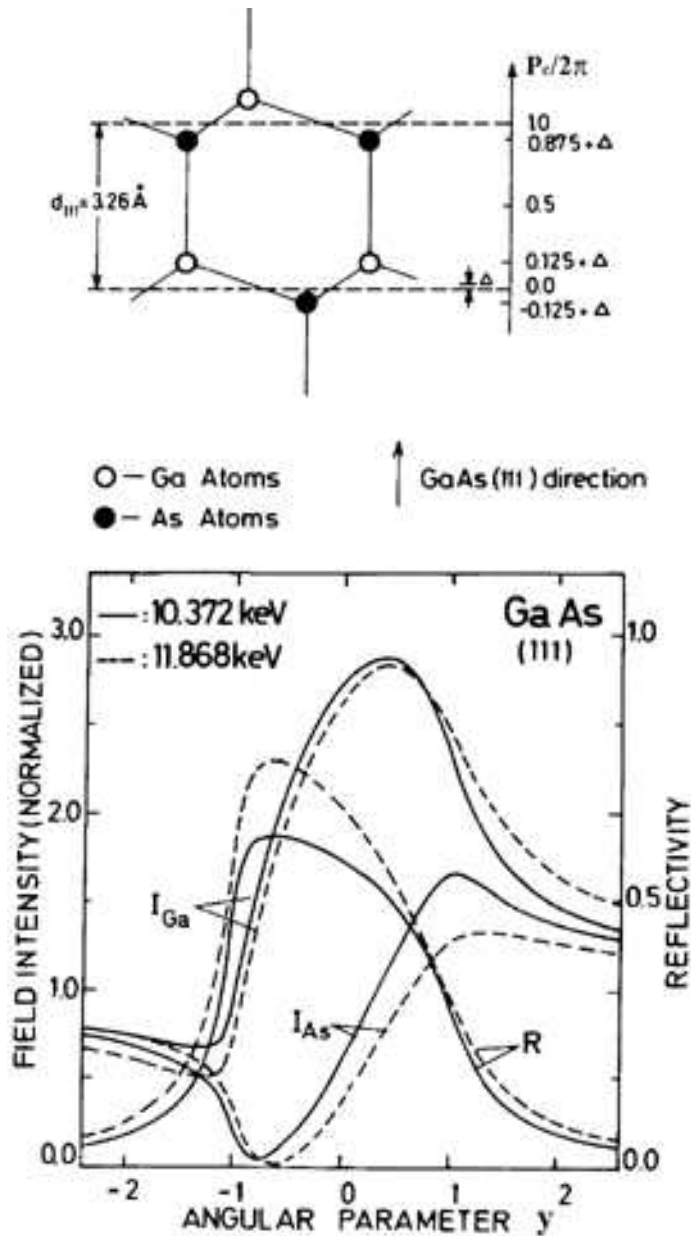 P_c/2π
1.0
0.875 + Δ
d₁₁₁ = 3.26 Å
0.5
0.125 + Δ
Δ
0.0
-0.125 + Δ
○ - Ga Atoms
GaAs(111) direction
● - As Atoms
— : 10.372 keV
--- : 11.868 keV
GaAs
(111)
3.0
2.0
1.0
0.0
1.0
0.5
0.0
FIELD INTENSITY (NORMALIZED)
REFLECTIVITY
I_Ga
I_As
R
-2
-1
0
1
2
ANGULAR PARAMETER y